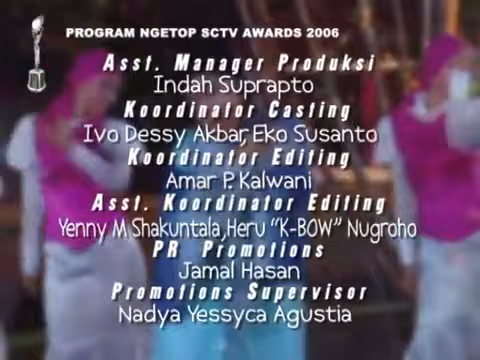 PROGRAM NGETOP SCTV AWARDS 2006
Asst. Manager Produksi
Indah Suprapto
Koordinator Casting
Ivo Dessy Akbar, Eko Susanto
Koordinator Editing
Amar P. Kalwani
Asst. Koordinator Editing
Yenny M Shakuntala, Heru "K-BOW" Nugroho
PR Promotions
Jamal Hasan
Promotions Supervisor
Nadya Yessyca Agustia